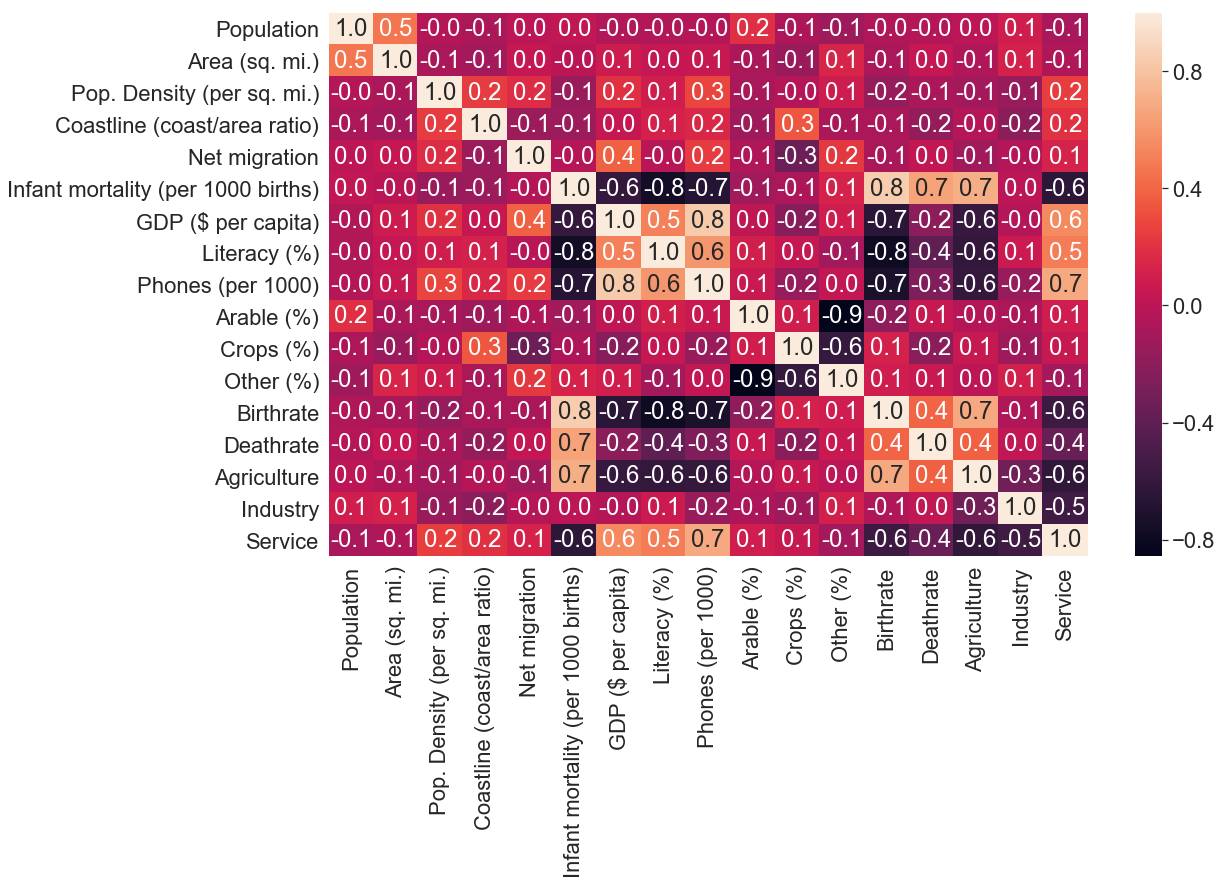 Population 1.0 0.5 -0.0 -0.1 0.0 0.0 -0.0 -0.0 -0.0 0.2 -0.1 -0.1 -0.0 -0.0 0.0 0.1 -0.1
Area (sq. mi.) 0.5 1.0 -0.1 -0.1 0.0 -0.0 0.1 0.0 0.1 -0.1 -0.1 0.1 -0.1 0.0 -0.1 0.1 -0.1
Pop. Density (per sq. mi.) -0.0 -0.1 1.0 0.2 0.2 -0.1 0.2 0.1 0.3 -0.1 -0.0 0.1 -0.2 -0.1 -0.1 -0.1 0.2
Coastline (coast/area ratio) -0.1 -0.1 0.2 1.0 -0.1 -0.1 0.0 0.1 0.2 -0.1 0.3 -0.1 -0.1 -0.2 -0.0 -0.2 0.2
Net migration 0.0 0.0 0.2 -0.1 1.0 -0.0 0.4 -0.0 0.2 -0.1 -0.3 0.2 -0.1 0.0 -0.1 -0.0 0.1
Infant mortality (per 1000 births) 0.0 -0.0 -0.1 -0.1 -0.0 1.0 -0.6 -0.8 -0.7 -0.1 -0.1 0.1 0.8 0.7 0.7 0.0 -0.6
GDP ($ per capita) -0.0 0.1 0.2 0.0 0.4 -0.6 1.0 0.5 0.8 0.0 -0.2 0.1 -0.7 -0.2 -0.6 -0.0 0.6
Literacy (%) -0.0 0.0 0.1 0.1 -0.0 -0.8 0.5 1.0 0.6 0.1 0.0 -0.1 -0.8 -0.4 -0.6 0.1 0.5
Phones (per 1000) -0.0 0.1 0.3 0.2 0.2 -0.7 0.8 0.6 1.0 0.1 -0.2 0.0 -0.7 -0.3 -0.6 -0.2 0.7
Arable (%) 0.2 -0.1 -0.1 -0.1 -0.1 -0.1 0.0 0.1 0.1 1.0 0.1 -0.9 -0.2 0.1 -0.0 -0.1 0.1
Crops (%) -0.1 -0.1 -0.0 0.3 -0.3 -0.1 -0.2 0.0 -0.2 0.1 1.0 -0.6 0.1 -0.2 0.1 -0.1 0.1
Other (%) -0.1 0.1 0.1 -0.1 0.2 0.1 0.1 -0.1 0.0 -0.9 -0.6 1.0 0.1 0.1 0.0 0.1 -0.1
Birthrate -0.0 -0.1 -0.2 -0.1 -0.1 0.8 -0.7 -0.8 -0.7 -0.2 0.1 0.1 1.0 0.4 0.7 -0.1 -0.6
Deathrate -0.0 0.0 -0.1 -0.2 0.0 0.7 -0.2 -0.4 -0.3 0.1 -0.2 0.1 0.4 1.0 0.4 0.0 -0.4
Agriculture 0.0 -0.1 -0.1 -0.0 -0.1 0.7 -0.6 -0.6 -0.6 -0.0 0.1 0.0 0.7 0.4 1.0 -0.3 -0.6
Industry 0.1 0.1 -0.1 -0.2 -0.0 0.0 -0.0 0.1 -0.2 -0.1 -0.1 0.1 -0.1 0.0 -0.3 1.0 -0.5
Service -0.1 -0.1 0.2 0.2 0.1 -0.6 0.6 0.5 0.7 0.1 0.1 -0.1 -0.6 -0.4 -0.6 -0.5 1.0
Population
Area (sq. mi.)
Pop. Density (per sq. mi.)
Coastline (coast/area ratio)
Net migration
Infant mortality (per 1000 births)
GDP ($ per capita)
Literacy (%)
Phones (per 1000)
Arable (%)
Crops (%)
Other (%)
Birthrate
Deathrate
Agriculture
Industry
Service
0.8
0.4
0.0
−0.4
−0.8